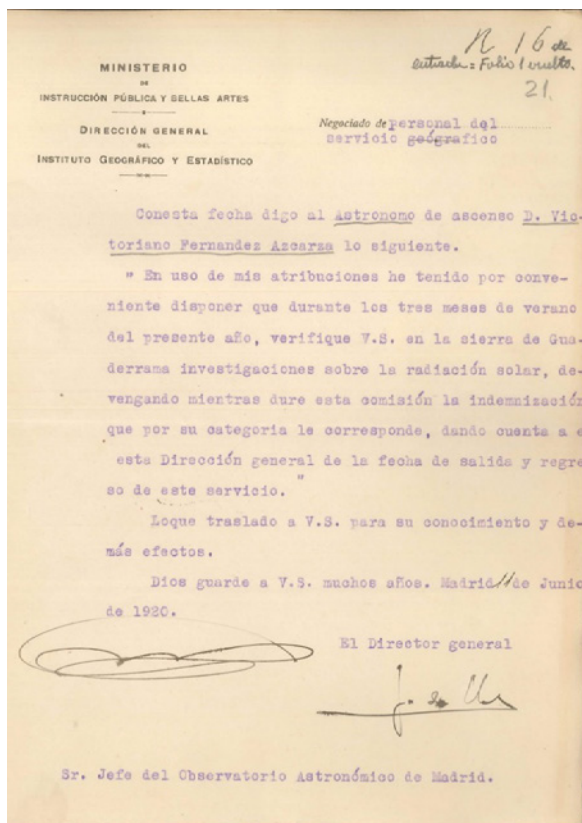 N 16 de
entrada = Folio 1 vuelto.
21.
MINISTERIO
DE
INSTRUCCIÓN PÚBLICA Y BELLAS ARTES
DIRECCIÓN GENERAL
DEL
INSTITUTO GEOGRÁFICO Y ESTADÍSTICO
Negociado de personal del
servicio geógrafico
Conesta fecha digo al Astronomo de ascenso D. Vic-
toriano Fernandez Azcarza lo siguiente.
" En uso de mis atribuciones he tenido por conve-
niente disponer que durante los tres meses de verano
del presente año, verifique V.S. en la sierra de Gua-
derrama investigaciones sobre la radiación solar, de-
vengando mientras dure esta comisión la indemnización
que por su categoria le corresponde, dando cuenta a e
esta Dirección general de la fecha de salida y regre
so de este servicio. "
Loque traslado a V.S. para su conocimiento y de-
más efectos.
Dios guarde a V.S. muchos años. Madrid 11 de Junio
de 1920.
El Director general
Sr. Jefe del Observatorio Astronómico de Madrid.